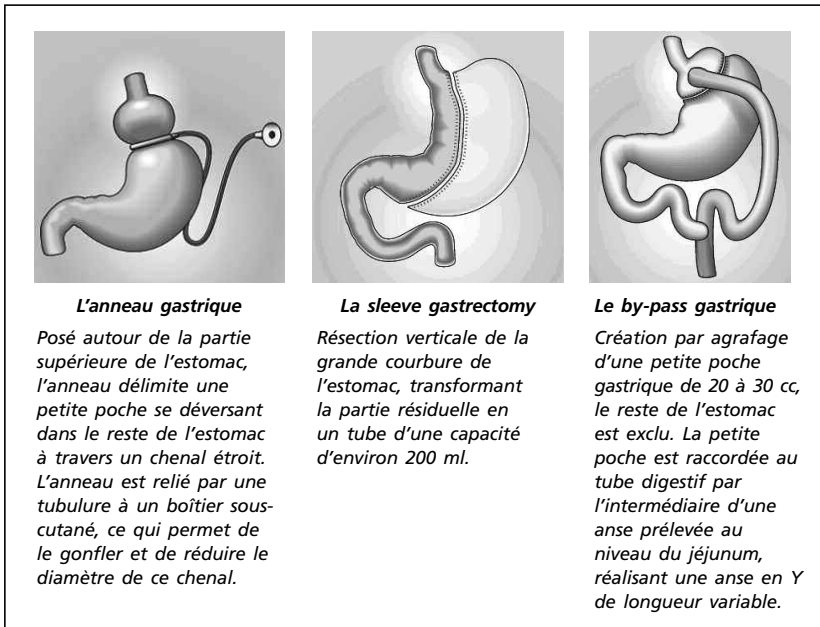 L'anneau gastrique
Posé autour de la partie
supérieure de l'estomac,
l'anneau délimite une
petite poche se déversant
dans le reste de l'estomac
à travers un chenal étroit.
L'anneau est relié par une
tubulure à un boîtier sous-
cutané, ce qui permet de
le gonfler et de réduire le
diamètre de ce chenal.
La sleeve gastrectomy
Résection verticale de la
grande courbure de
l'estomac, transformant
la partie résiduelle en
un tube d'une capacité
d'environ 200 ml.
Le by-pass gastrique
Création par agrafage
d'une petite poche
gastrique de 20 à 30 cc,
le reste de l'estomac
est exclu. La petite
poche est raccordée au
tube digestif par
l'intermédiaire d'une
anse prélevée au
niveau du jéjunum,
réalisant une anse en Y
de longueur variable.